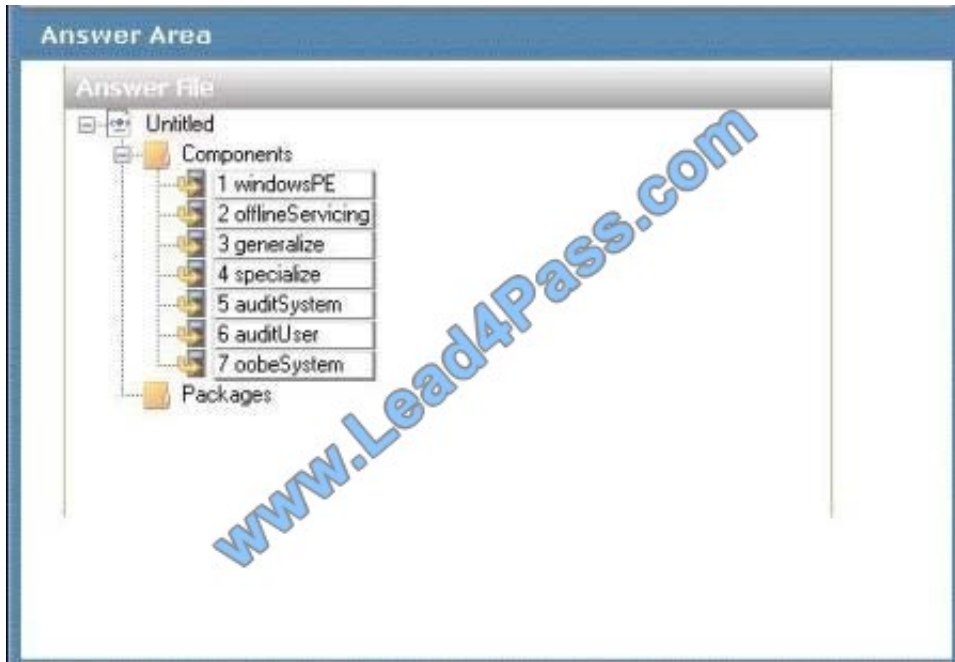 Answer Area
Answer File
Untitled
Components
1 windowsPE
2 offlineServicing
3 generalize
4 specialize
5 auditSystem
6 auditUser
7 oobeSystem
Packages
www.Lead4Pass.com